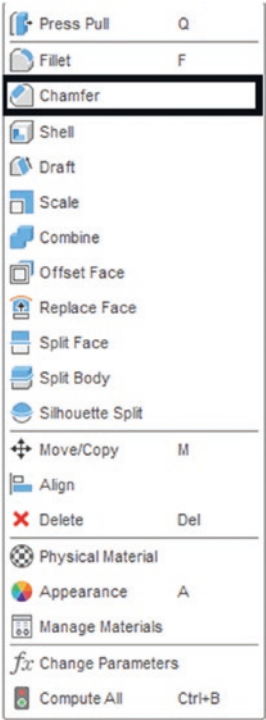 Press Pull Q
Fillet F
Chamfer
Shell
Draft
Scale
Combine
Offset Face
Replace Face
Split Face
Split Body
Silhouette Split
Move/Copy M
Align
Delete Del
Physical Material
Appearance A
Manage Materials
fx Change Parameters
Compute All Ctrl+B